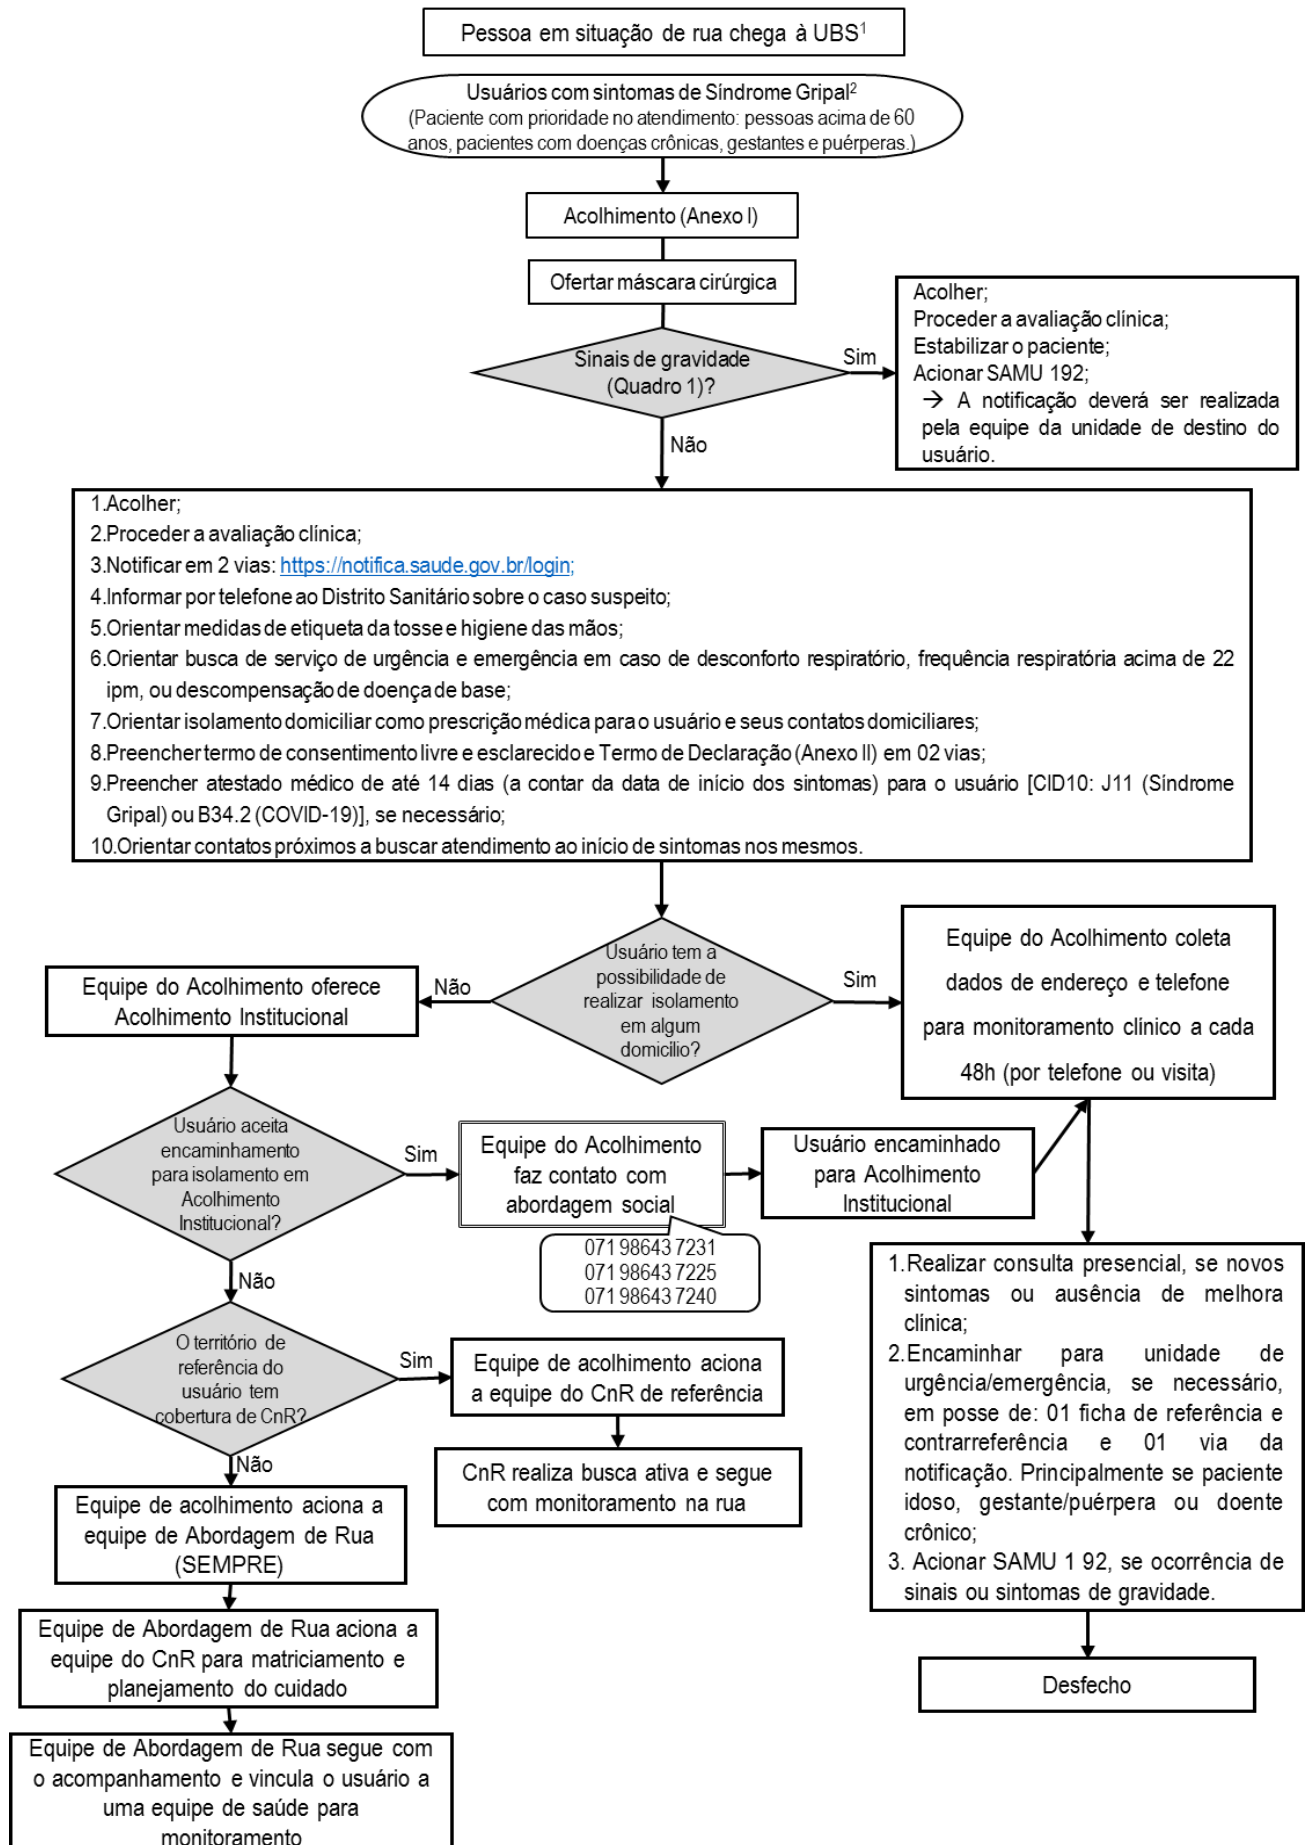 Pessoa em situação de rua chega à UBS¹
Usuários com sintomas de Síndrome Gripal²
(Paciente com prioridade no atendimento: pessoas acima de 60
anos, pacientes com doenças crônicas, gestantes e puérperas.)
Acolhimento (Anexo I)
Ofertar máscara cirúrgica
Sinais de gravidade
(Quadro 1)?
Sim
Acolher;
Proceder a avaliação clínica;
Estabilizar o paciente;
Acionar SAMU 192;
→ A notificação deverá ser realizada
pela equipe da unidade de destino do
usuário.
Não
1.Acolher;
2.Proceder a avaliação clínica;
3.Notificar em 2 vias: https://notifica.saude.gov.br/login;
4.Informar por telefone ao Distrito Sanitário sobre o caso suspeito;
5.Orientar medidas de etiqueta da tosse e higiene das mãos;
6.Orientar busca de serviço de urgência e emergência em caso de desconforto respiratório, frequência respiratória acima de 22
ipm, ou descompensação de doença de base;
7.Orientar isolamento domiciliar como prescrição médica para o usuário e seus contatos domiciliares;
8.Preencher termo de consentimento livre e esclarecido e Termo de Declaração (Anexo II) em 02 vias;
9.Preencher atestado médico de até 14 dias (a contar da data de início dos sintomas) para o usuário [CID10: J11 (Síndrome
Gripal) ou B34.2 (COVID-19)], se necessário;
10.Orientar contatos próximos a buscar atendimento ao início de sintomas nos mesmos.
Usuário tem a
possibilidade de
realizar isolamento
em algum
domicílio?
Não
Sim
Equipe do Acolhimento oferece
Acolhimento Institucional
Equipe do Acolhimento coleta
dados de endereço e telefone
para monitoramento clínico a cada
48h (por telefone ou visita)
Usuário aceita
encaminhamento
para isolamento em
Acolhimento
Institucional?
Sim
Equipe do Acolhimento
faz contato com
abordagem social
071 98643 7231
071 98643 7225
071 98643 7240
Usuário encaminhado
para Acolhimento
Institucional
Não
O território de
referência do
usuário tem
cobertura de CnR?
Sim
Equipe de acolhimento aciona
a equipe do CnR de referência
CnR realiza busca ativa e segue
com monitoramento na rua
1.Realizar consulta presencial, se novos
sintomas ou ausência de melhora
clínica;
2.Encaminhar para unidade de
urgência/emergência, se necessário,
em posse de: 01 ficha de referência e
contrarreferência e 01 via da
notificação. Principalmente se paciente
idoso, gestante/puérpera ou doente
crônico;
3. Acionar SAMU 1 92, se ocorrência de
sinais ou sintomas de gravidade.
Desfecho
Não
Equipe de acolhimento aciona a
equipe de Abordagem de Rua
(SEMPRE)
Equipe de Abordagem de Rua aciona a
equipe do CnR para matriciamento e
planejamento do cuidado
Equipe de Abordagem de Rua segue com
o acompanhamento e vincula o usuário a
uma equipe de saúde para
monitoramento